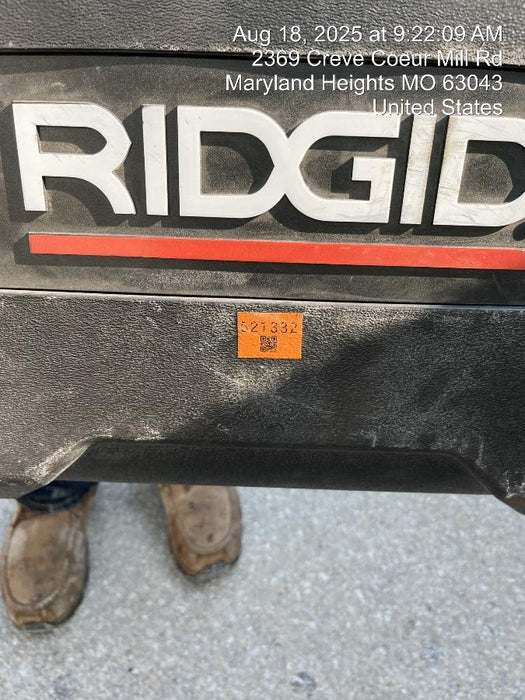 Aug 18, 2025 at 9:22:09 AM
2369 Creve Coeur Mill Rd
Maryland Heights MO 63043
United States
RIDGID
521332